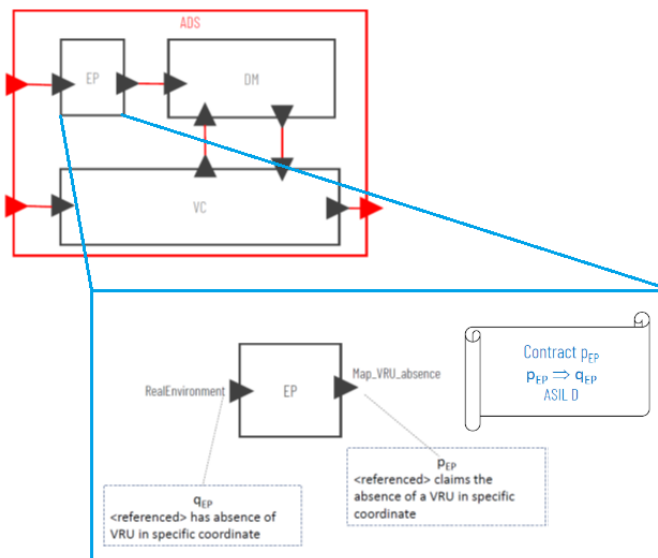 ADS
EP
DM
VC
RealEnvironment
EP
Map_VRU_absence
Contract pEP
pEP ⇒ qEP
ASIL D
qEP
<referenced> has absence of
VRU in specific coordinate
pEP
<referenced> claims the
absence of a VRU in specific
coordinate